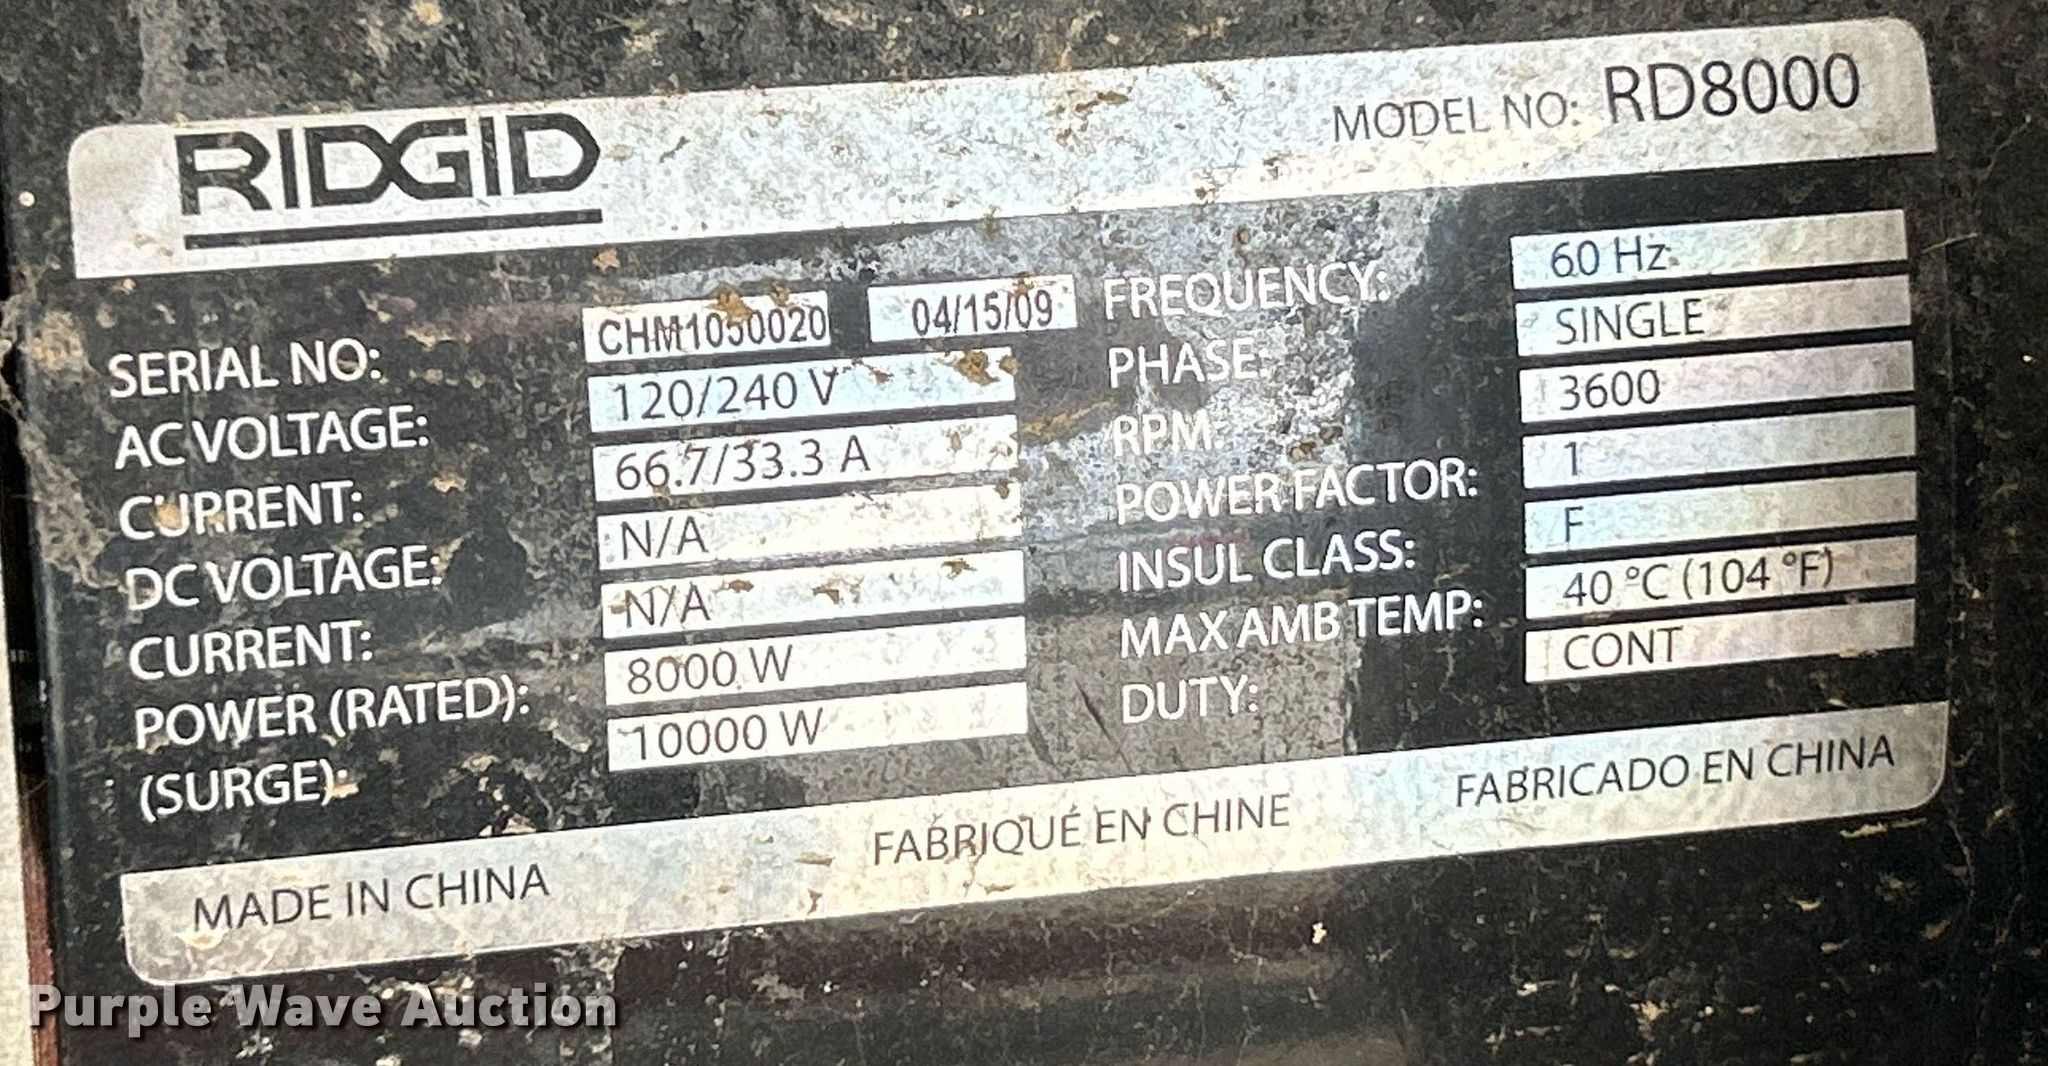 RIDGID
MODEL NO: RD8000
SERIAL NO: CHM1050020 04/15/09
AC VOLTAGE: 120/240 V
CURRENT: 66.7/33.3 A
DC VOLTAGE: N/A
CURRENT: N/A
POWER (RATED): 8000 W
(SURGE): 10000 W
FREQUENCY: 60 Hz
PHASE: SINGLE
RPM: 3600
POWER FACTOR: 1
INSUL CLASS: F
MAX AMB TEMP: 40 °C (104 °F)
DUTY: CONT
MADE IN CHINA FABRIQUÉ EN CHINE FABRICADO EN CHINA
Purple Wave Auction